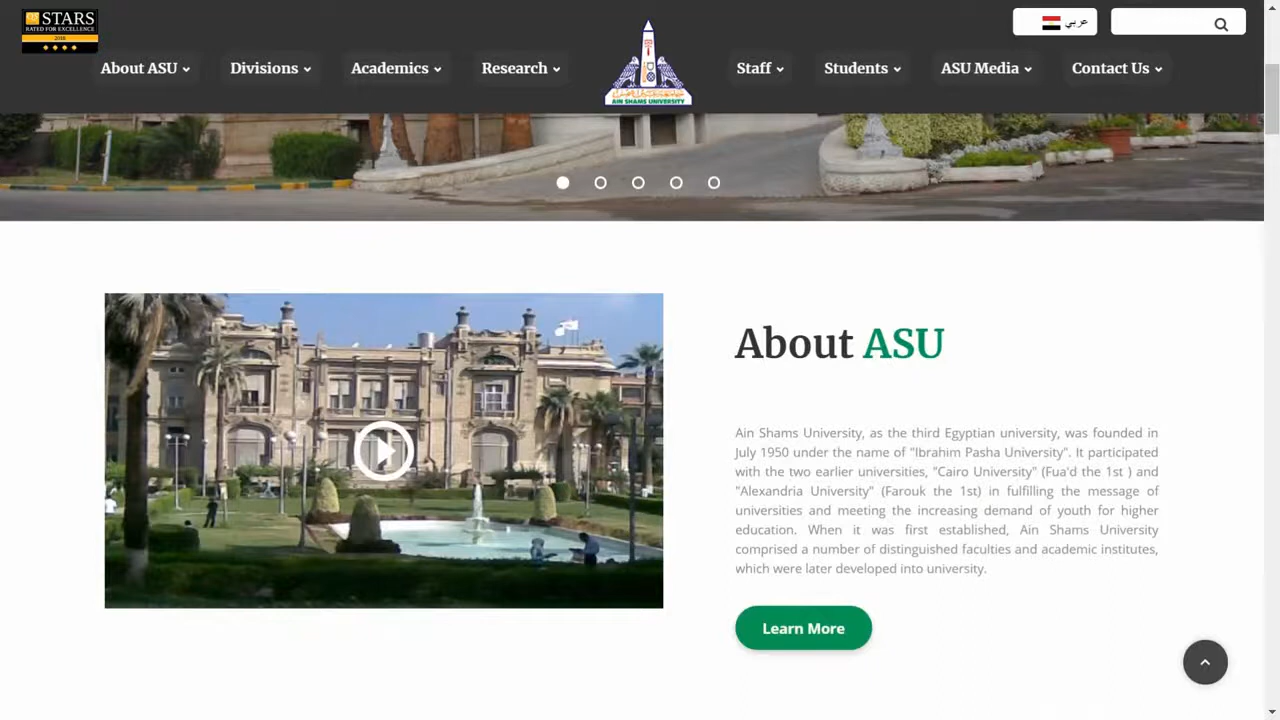 QS STARS
RATED FOR EXCELLENCE
2018
عربي
About ASU
Divisions
Academics
Research
AIN SHAMS UNIVERSITY
Staff
Students
ASU Media
Contact Us
About ASU
Ain Shams University, as the third Egyptian university, was founded in
July 1950 under the name of "Ibrahim Pasha University". It participated
with the two earlier universities, "Cairo University" (Fua'd the 1st ) and
"Alexandria University" (Farouk the 1st) in fulfilling the message of
universities and meeting the increasing demand of youth for higher
education. When it was first established, Ain Shams University
comprised a number of distinguished faculties and academic institutes,
which were later developed into university.
Learn More